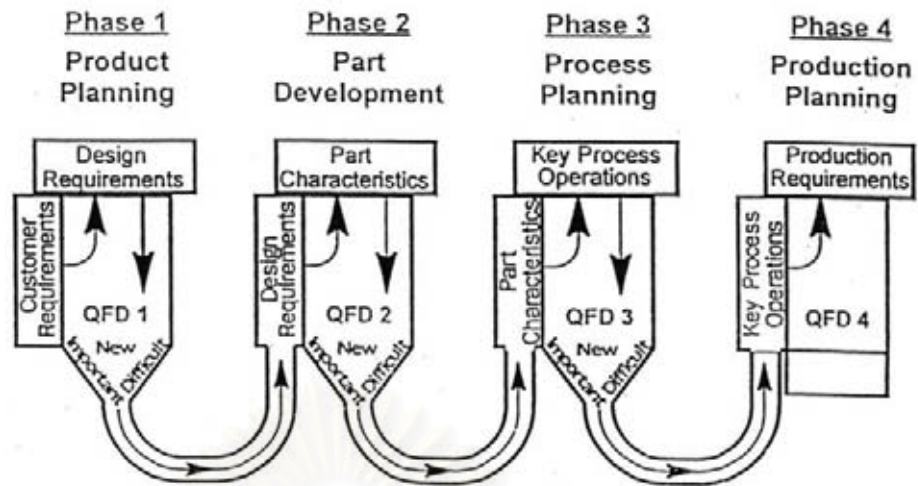 Phase 1
Product
Planning
Design
Requirements
Customer
Requirements
QFD 1
New
Important
Difficult
Phase 2
Part
Development
Part
Characteristics
Design
Requirements
QFD 2
New
Important
Difficult
Phase 3
Process
Planning
Key Process
Operations
Part
Characteristics
QFD 3
New
Important
Difficult
Phase 4
Production
Planning
Production
Requirements
Key Process
Operations
QFD 4